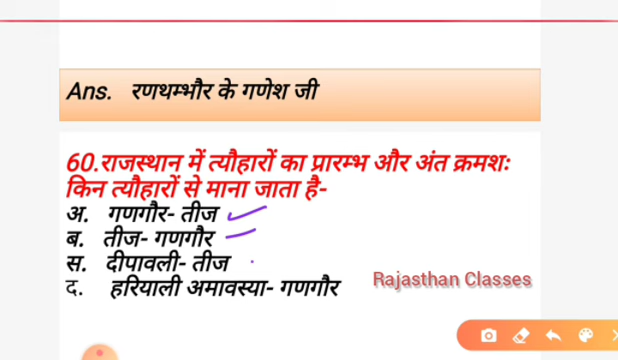 Ans. रणथम्भौर के गणेश जी
60.राजस्थान में त्यौहारों का प्रारम्भ और अंत क्रमशः
किन त्यौहारों से माना जाता है-
अ. गणगौर- तीज
ब. तीज- गणगौर
स. दीपावली- तीज
द. हरियाली अमावस्या- गणगौर
Rajasthan Classes